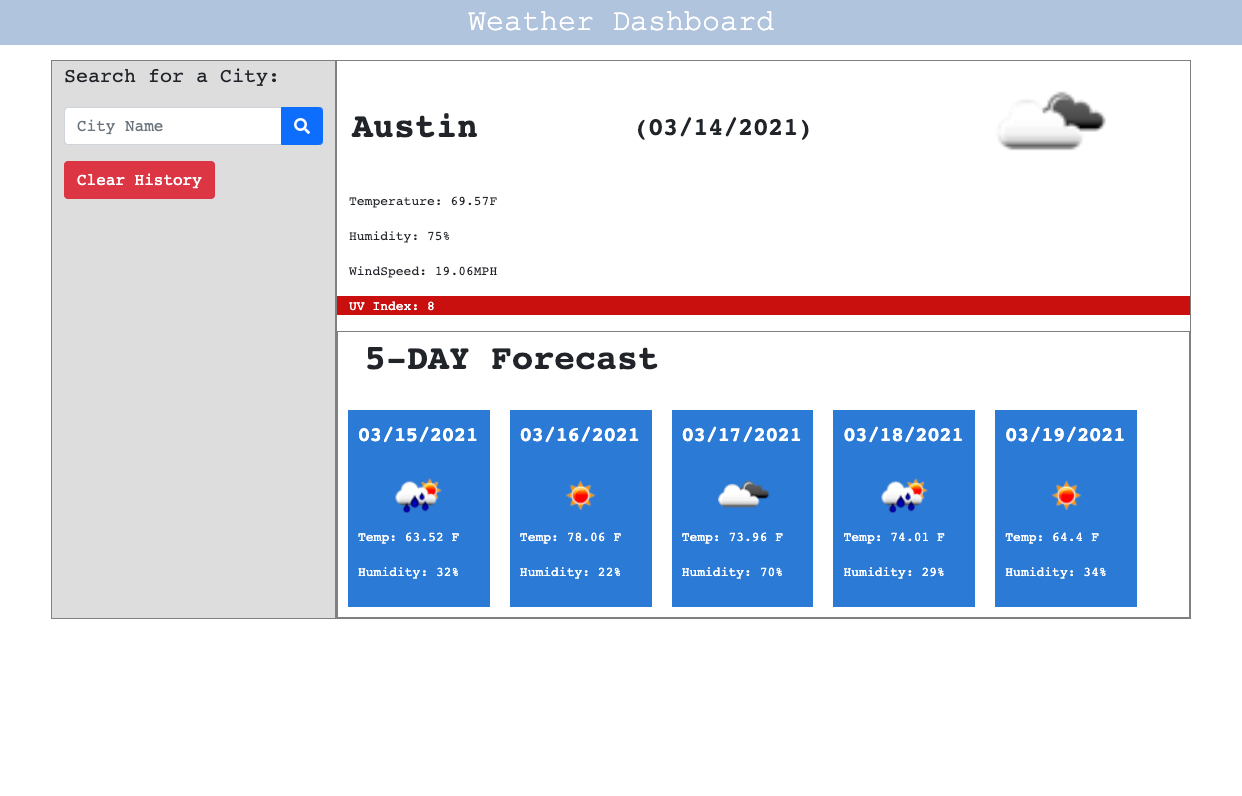 Weather Dashboard
Search for a City:
City Name
Clear History
Austin
(03/14/2021)
Temperature: 69.57F
Humidity: 75%
WindSpeed: 19.06MPH
UV Index: 8
5-DAY Forecast
03/15/2021
Temp: 63.52 F
Humidity: 32%
03/16/2021
Temp: 78.06 F
Humidity: 22%
03/17/2021
Temp: 73.96 F
Humidity: 70%
03/18/2021
Temp: 74.01 F
Humidity: 29%
03/19/2021
Temp: 64.4 F
Humidity: 34%